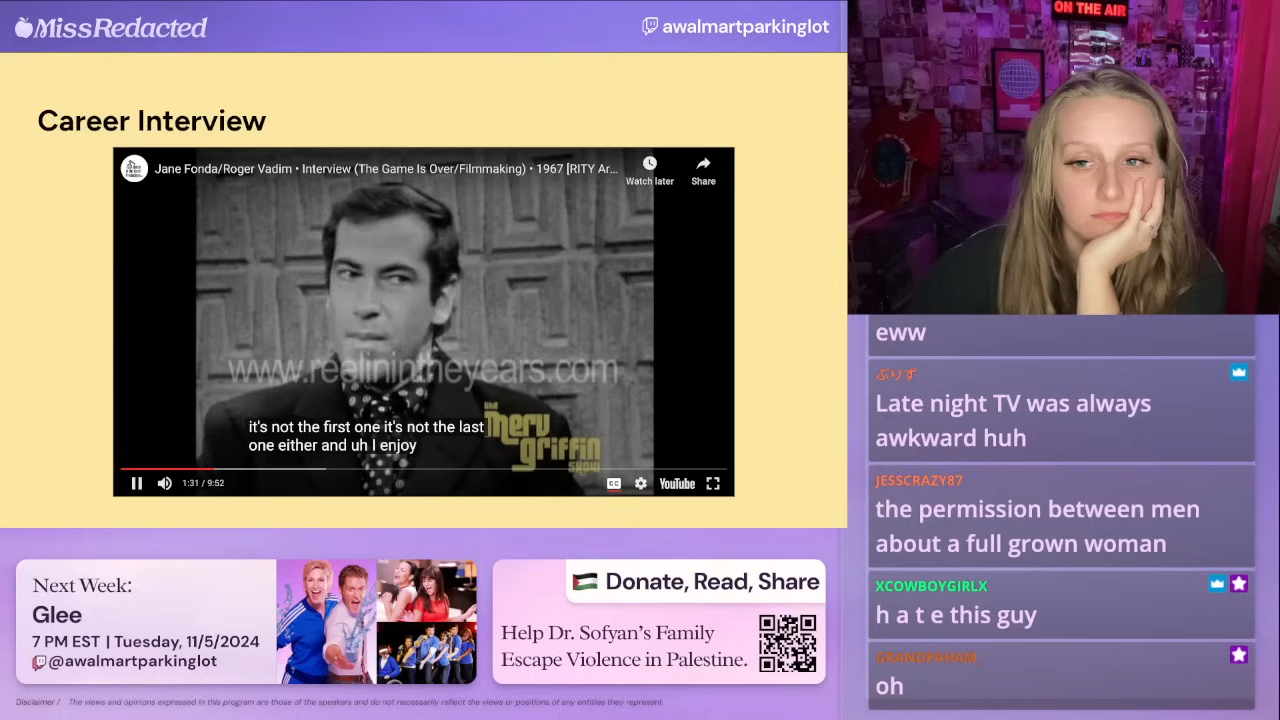 MissRedacted
awalmartparkinglot
ON THE AIR
Career Interview
Jane Fonda/Roger Vadim • Interview (The Game Is Over/Filmmaking) • 1967 [RITY Ar...
Watch later
Share
www.reelinintheyears.com
it's not the first one it's not the last
one either and uh I enjoy
the
Merv
griffin
SHOW
1:31 / 9:52
CC
YouTube
eww
ぷりず
Late night TV was always
awkward huh
JESSCRAZY87
the permission between men
about a full grown woman
XCOWBOYGIRLX
h a t e this guy
GRANDPAHAM
oh
Next Week:
Glee
7 PM EST | Tuesday, 11/5/2024
@awalmartparkinglot
Donate, Read, Share
Help Dr. Sofyan’s Family
Escape Violence in Palestine.
Disclaimer / The views and opinions expressed in this program are those of the speakers and do not necessarily reflect the views or positions of any entities they represent.